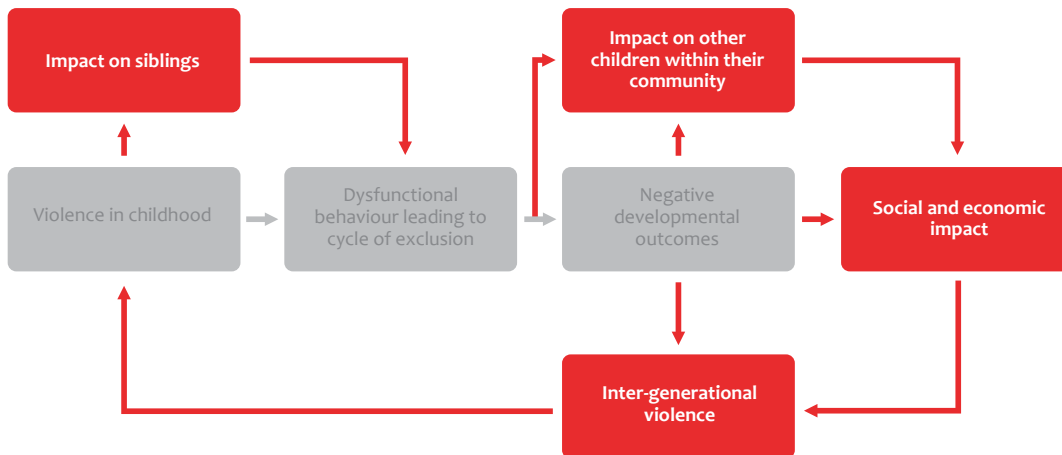 Impact on siblings
Impact on other
children within their
community
Violence in childhood
Dysfunctional
behaviour leading to
cycle of exclusion
Negative
developmental
outcomes
Social and economic
impact
Inter-generational
violence